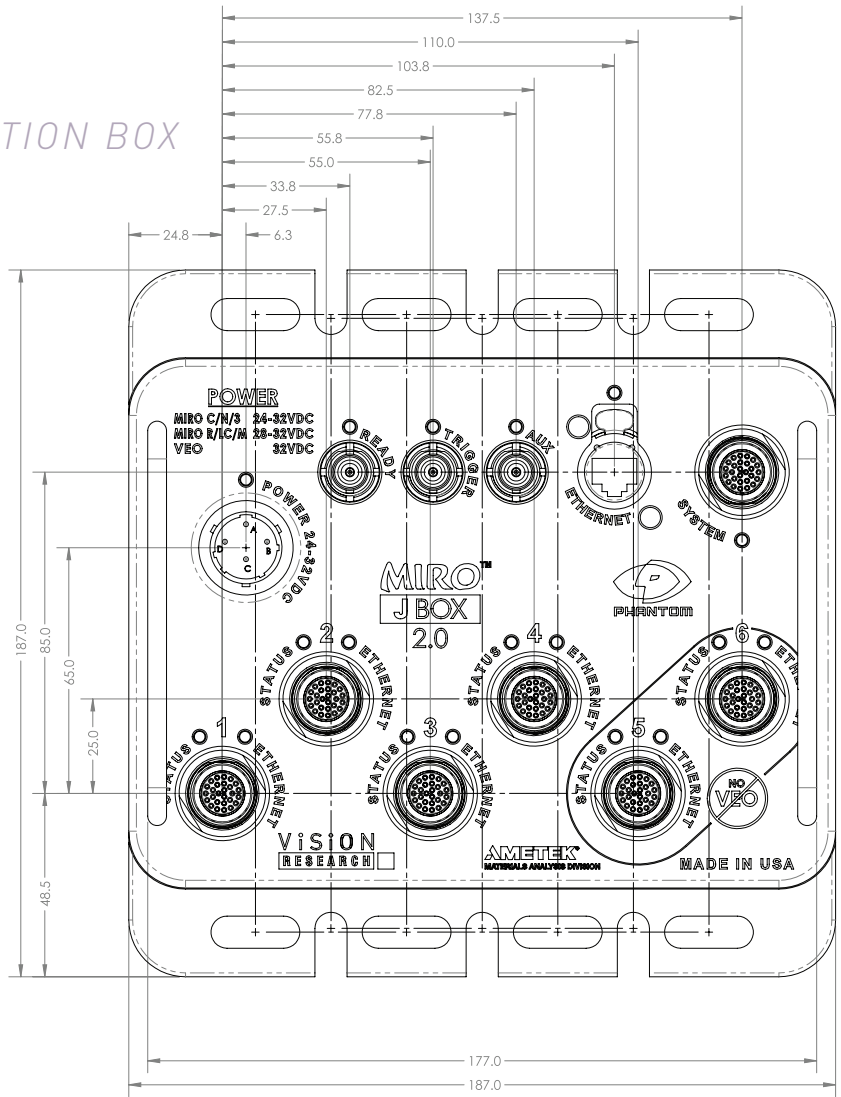 137.5
110.0
103.8
82.5
TION BOX
77.8
55.8
55.0
33.8
27.5
24.8
6.3
POWER
MIRO C/N/3 24-32VDC
MIRO R/LC/M 28-32VDC
VEO 32VDC
READY
TRIGGER
AUX
ETHERNET
SYSTEM
POWER 24-32VDC
A
B
C
D
MIRO™
J BOX
2.0
PHANTOM
187.0
85.0
65.0
25.0
48.5
2
STATUS
ETHERNET
4
STATUS
ETHERNET
6
STATUS
ETHE
1
STATUS
ETHERNET
3
STATUS
ETHERNET
5
STATUS
ETHERNET
NO
VEO
ViSiON
RESEARCH
AMETEK®
MATERIALS ANALYSIS DIVISION
MADE IN USA
177.0
187.0